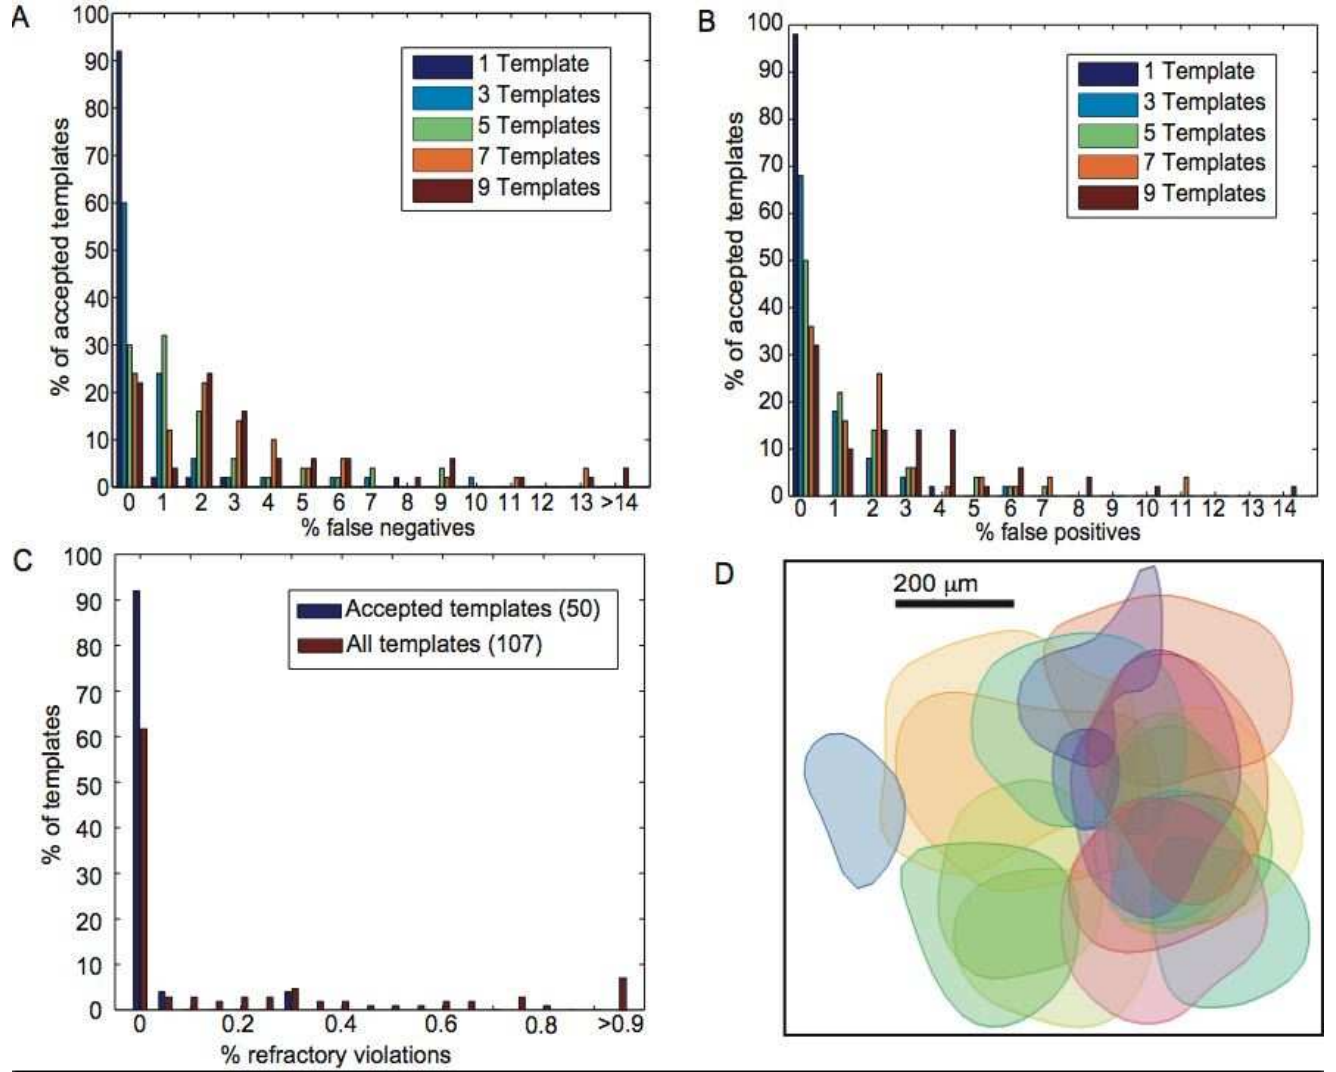 A
100
90
80
70
60
50
40
30
20
10
0
% of accepted templates
1 Template
3 Templates
5 Templates
7 Templates
9 Templates
0 1 2 3 4 5 6 7 8 9 10 11 12 13 >14
% false negatives
B
100
90
80
70
60
50
40
30
20
10
0
% of accepted templates
1 Template
3 Templates
5 Templates
7 Templates
9 Templates
0 1 2 3 4 5 6 7 8 9 10 11 12 13 14
% false positives
C
100
90
80
70
60
50
40
30
20
10
0
% of templates
Accepted templates (50)
All templates (107)
0 0.2 0.4 0.6 0.8 >0.9
% refractory violations
D
200 μm